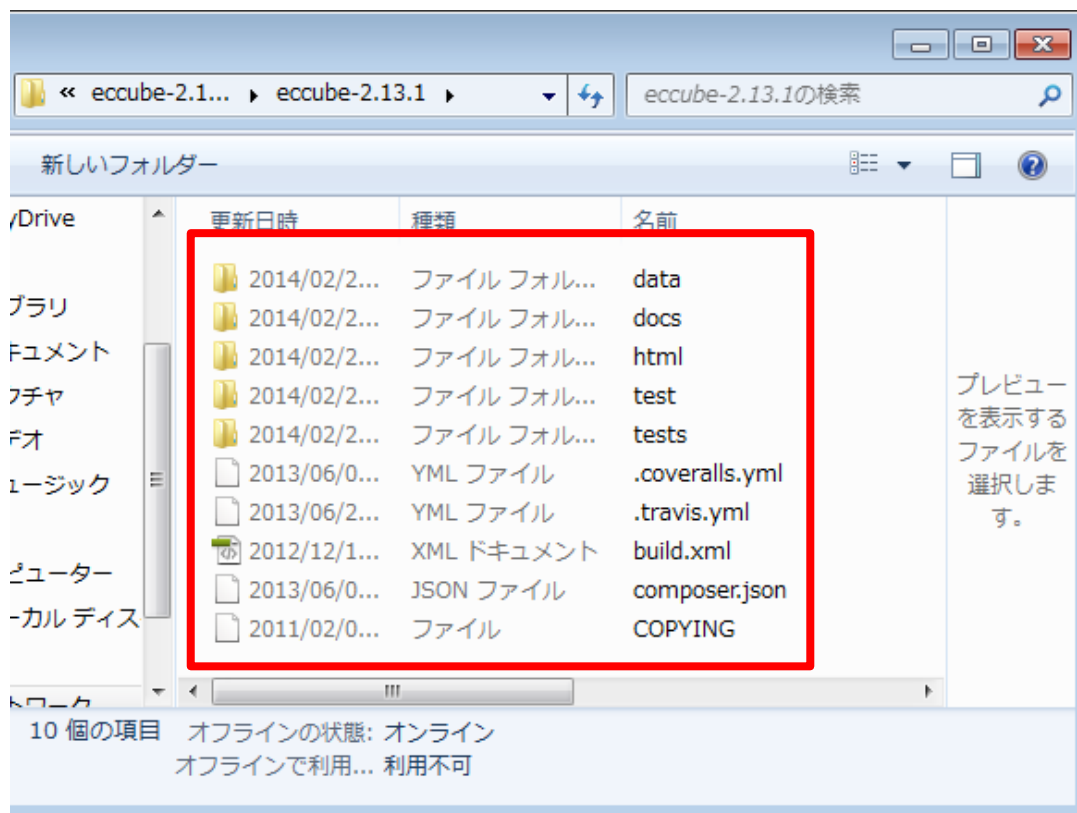 « eccube-2.1... eccube-2.13.1 eccube-2.13.1の検索
新しいフォルダー
yDrive
ブラリ
キュメント
クチャ
デオ
ュージック
ピューター
ーカル ディス
トワーク
更新日時 種類 名前
2014/02/2... ファイル フォル... data
2014/02/2... ファイル フォル... docs
2014/02/2... ファイル フォル... html
2014/02/2... ファイル フォル... test
2014/02/2... ファイル フォル... tests
2013/06/0... YML ファイル .coveralls.yml
2013/06/2... YML ファイル .travis.yml
2012/12/1... XML ドキュメント build.xml
2013/06/0... JSON ファイル composer.json
2011/02/0... ファイル COPYING
プレビュー
を表示する
ファイルを
選択しま
す。
10 個の項目 オフラインの状態: オンライン
オフラインで利用... 利用不可